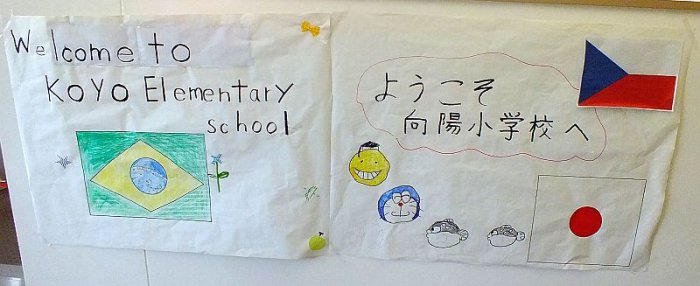 Welcome to
Koyo Elementary
school
ようこそ
向陽小学校へ